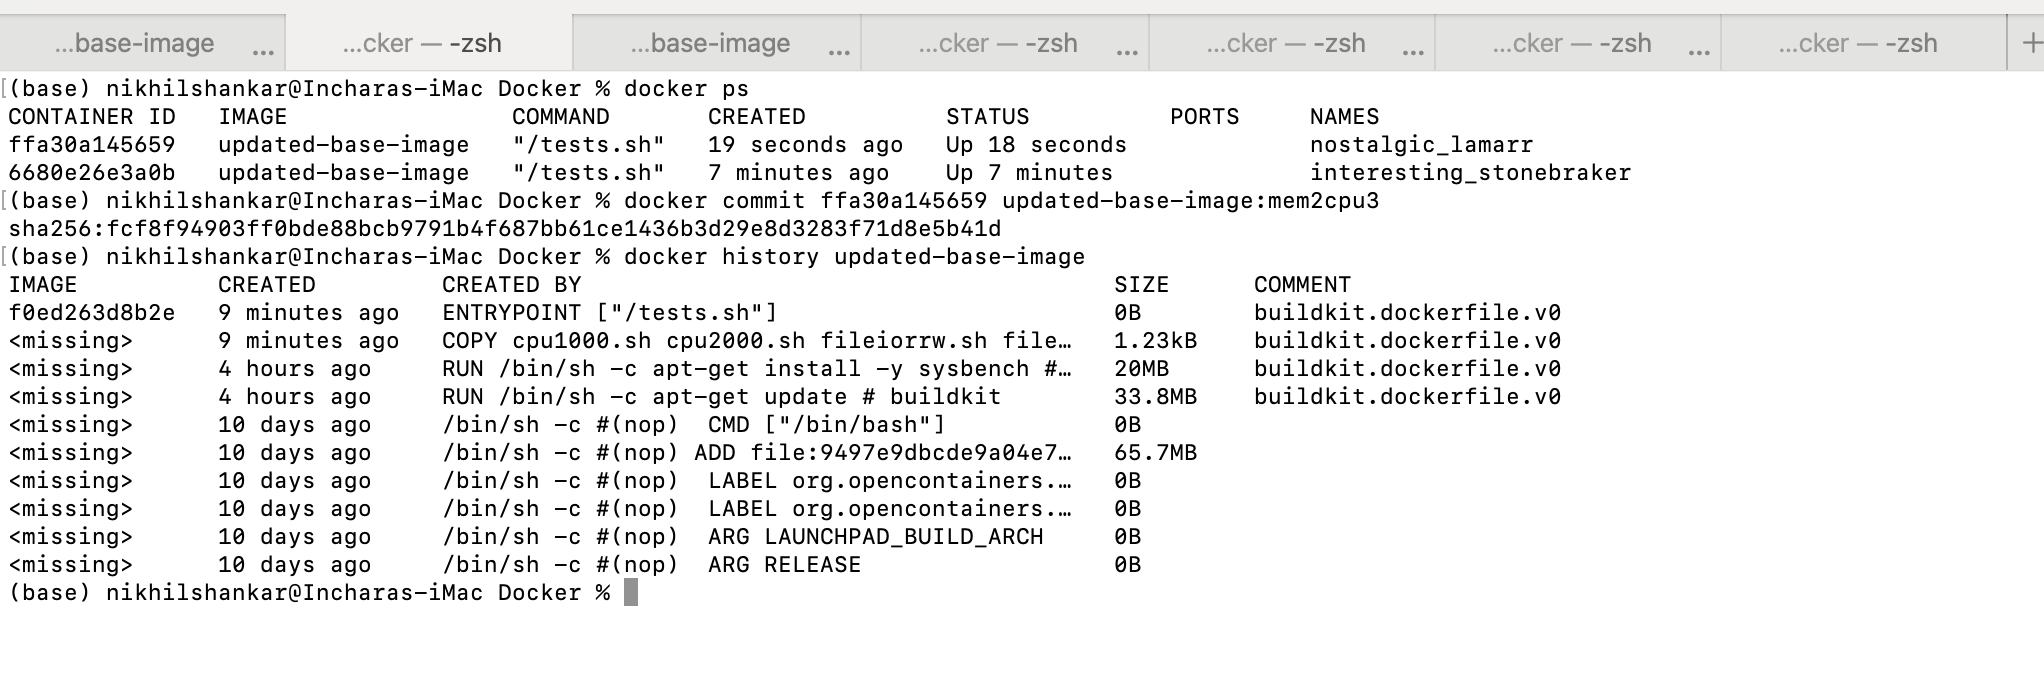 ...base-image ... ...cker — -zsh ...base-image ... ...cker — -zsh ... ...cker — -zsh ... ...cker — -zsh ... ...cker — -zsh +
[(base) nikhilshankar@Incharas-iMac Docker % docker ps
CONTAINER ID   IMAGE                COMMAND       CREATED          STATUS          PORTS     NAMES
ffa30a145659   updated-base-image   "/tests.sh"   19 seconds ago   Up 18 seconds             nostalgic_lamarr
6680e26e3a0b   updated-base-image   "/tests.sh"   7 minutes ago    Up 7 minutes              interesting_stonebraker
[(base) nikhilshankar@Incharas-iMac Docker % docker commit ffa30a145659 updated-base-image:mem2cpu3
sha256:fcf8f94903ff0bde88bcb9791b4f687bb61ce1436b3d29e8d3283f71d8e5b41d
[(base) nikhilshankar@Incharas-iMac Docker % docker history updated-base-image
IMAGE          CREATED         CREATED BY                                      SIZE      COMMENT
f0ed263d8b2e   9 minutes ago   ENTRYPOINT ["/tests.sh"]                        0B        buildkit.dockerfile.v0
<missing>      9 minutes ago   COPY cpu1000.sh cpu2000.sh fileiorrw.sh file…   1.23kB    buildkit.dockerfile.v0
<missing>      4 hours ago     RUN /bin/sh -c apt-get install -y sysbench #…   20MB      buildkit.dockerfile.v0
<missing>      4 hours ago     RUN /bin/sh -c apt-get update # buildkit        33.8MB    buildkit.dockerfile.v0
<missing>      10 days ago     /bin/sh -c #(nop)  CMD ["/bin/bash"]            0B
<missing>      10 days ago     /bin/sh -c #(nop) ADD file:9497e9dbcde9a04e7…   65.7MB
<missing>      10 days ago     /bin/sh -c #(nop)  LABEL org.opencontainers.…   0B
<missing>      10 days ago     /bin/sh -c #(nop)  LABEL org.opencontainers.…   0B
<missing>      10 days ago     /bin/sh -c #(nop)  ARG LAUNCHPAD_BUILD_ARCH     0B
<missing>      10 days ago     /bin/sh -c #(nop)  ARG RELEASE                  0B
(base) nikhilshankar@Incharas-iMac Docker %